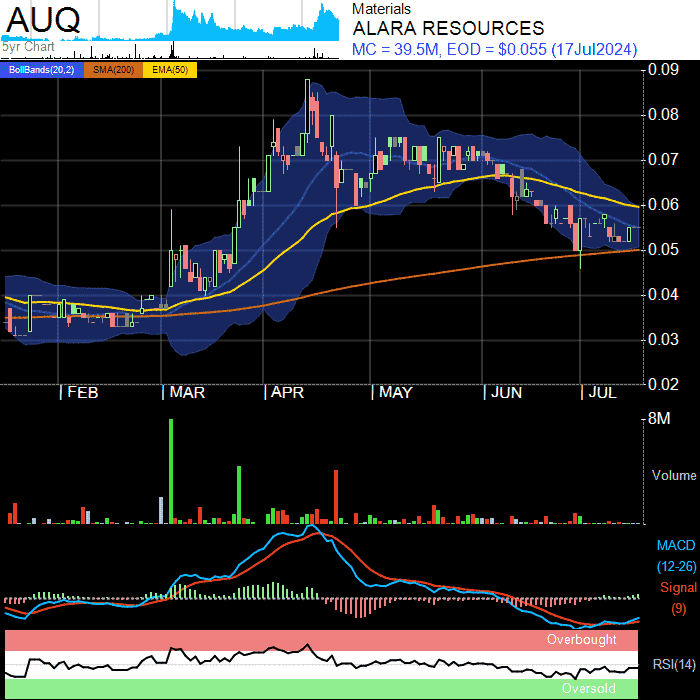 AUQ
5yr Chart
Materials
ALARA RESOURCES
MC = 39.5M, EOD = $0.055 (17Jul2024)
BollBands(20,2) SMA(200) EMA(50)
0.09
0.08
0.07
0.06
0.05
0.04
0.03
0.02
FEB MAR APR MAY JUN JUL
8M
Volume
MACD
(12-26)
Signal
(9)
Overbought
RSI(14)
Oversold